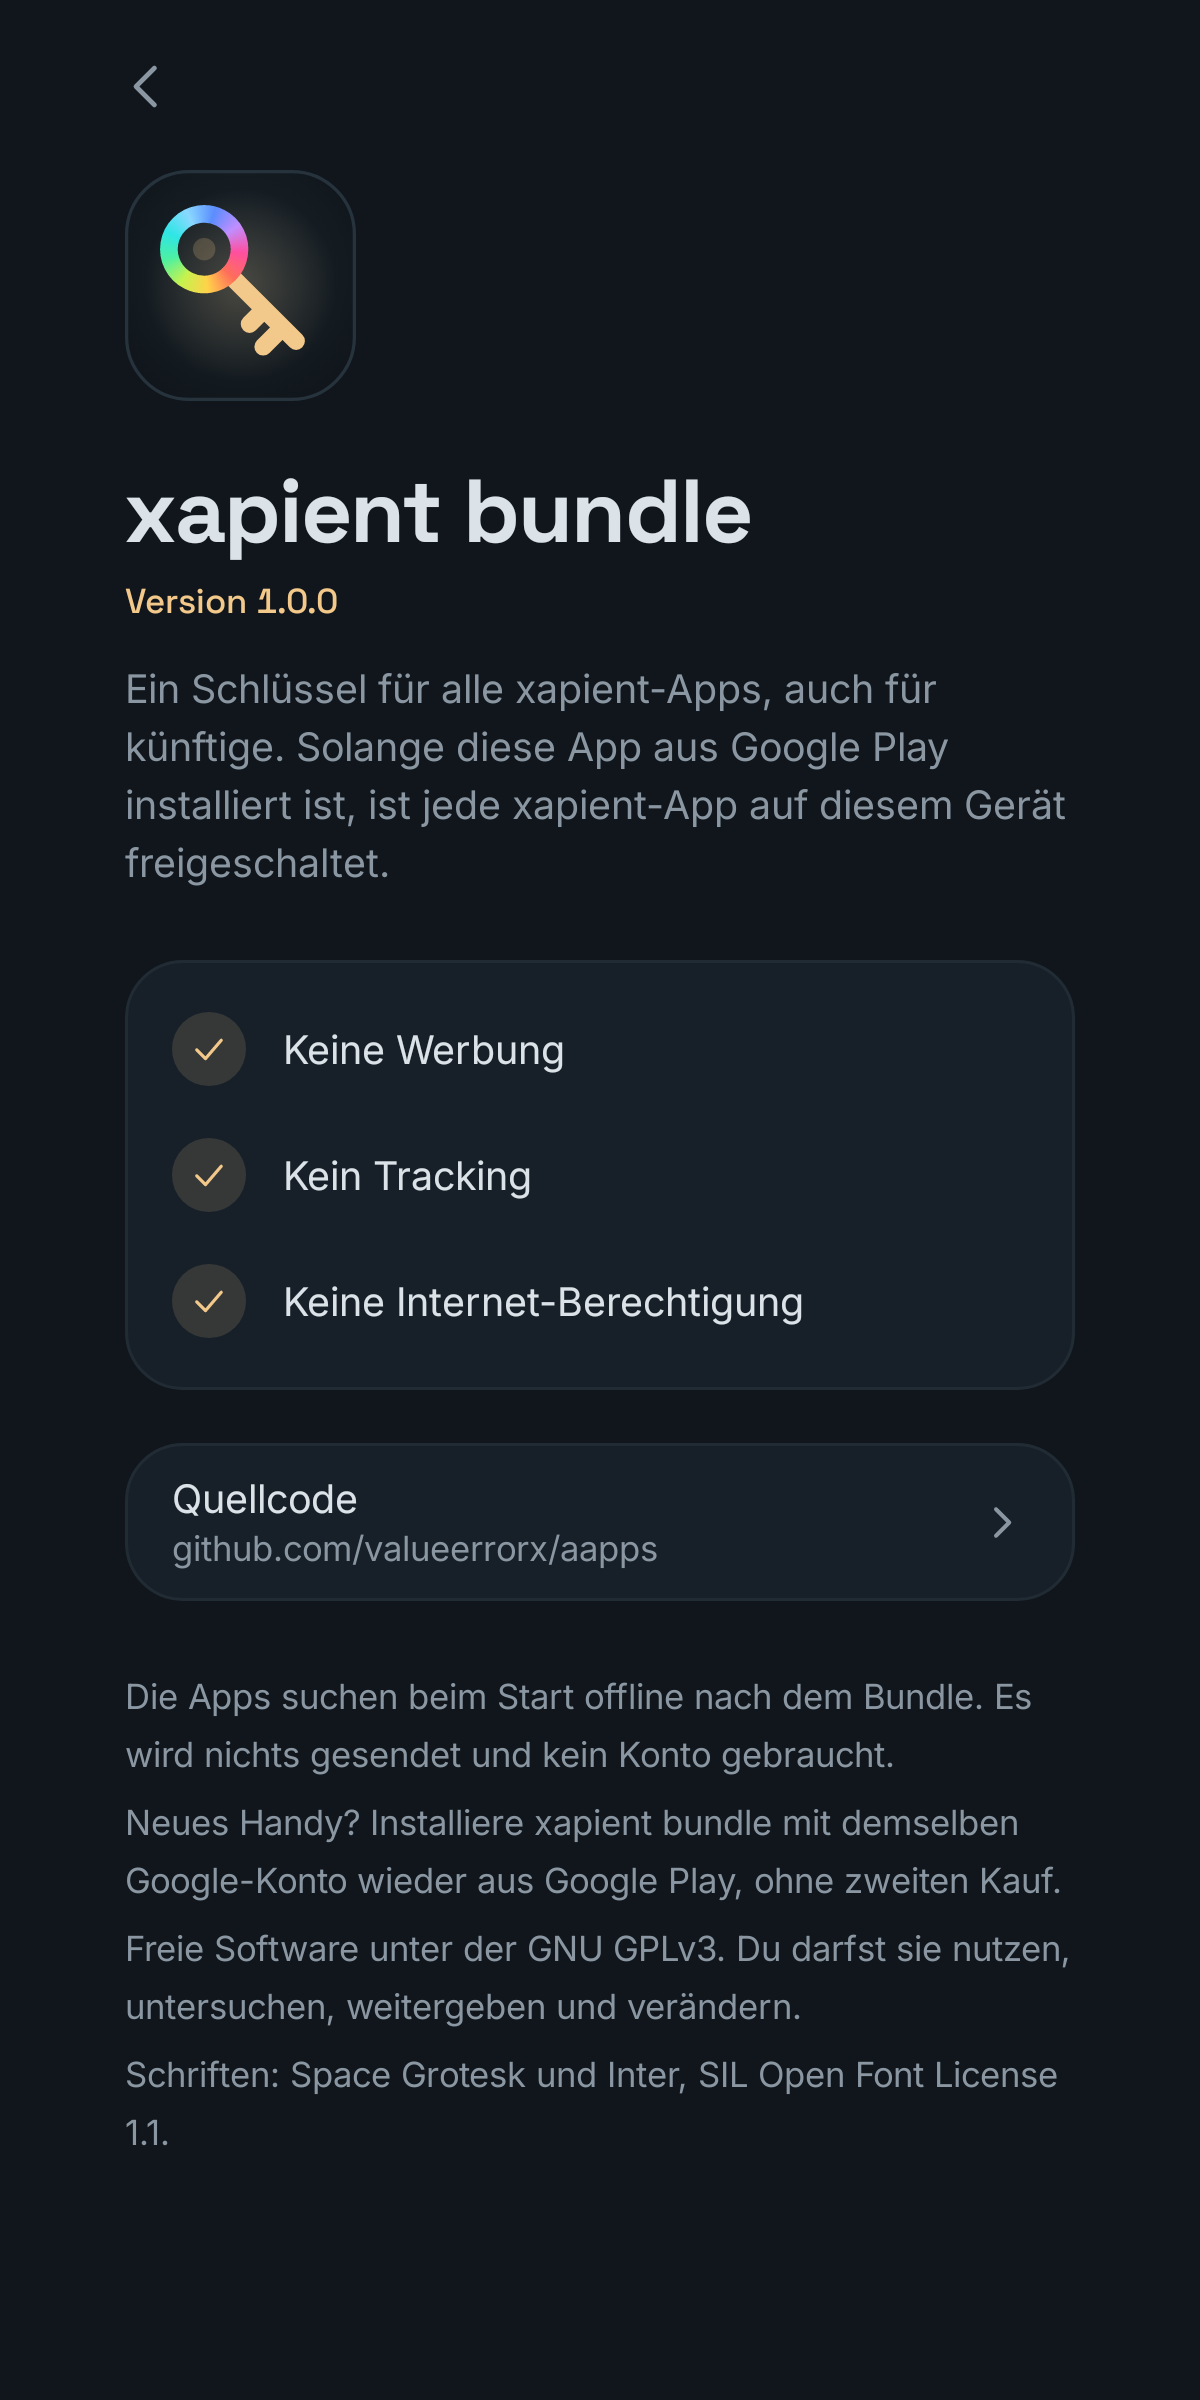 xapient bundle
Version 1.0.0
Ein Schlüssel für alle xapient-Apps, auch für
künftige. Solange diese App aus Google Play
installiert ist, ist jede xapient-App auf diesem Gerät
freigeschaltet.
Keine Werbung
Kein Tracking
Keine Internet-Berechtigung
Quellcode
github.com/valueerrorx/aapps
Die Apps suchen beim Start offline nach dem Bundle. Es
wird nichts gesendet und kein Konto gebraucht.
Neues Handy? Installiere xapient bundle mit demselben
Google-Konto wieder aus Google Play, ohne zweiten Kauf.
Freie Software unter der GNU GPLv3. Du darfst sie nutzen,
untersuchen, weitergeben und verändern.
Schriften: Space Grotesk und Inter, SIL Open Font License
1.1.